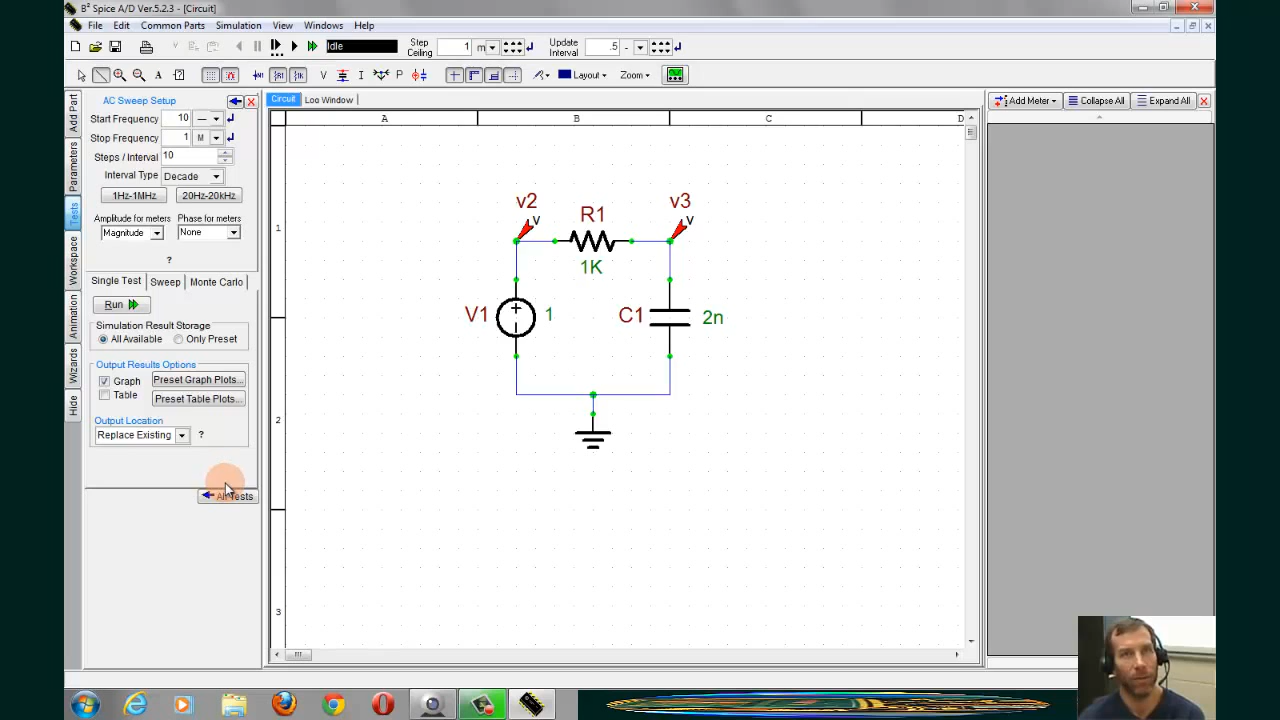 B² Spice A/D Ver.5.2.3 - [Circuit]
File Edit Common Parts Simulation View Windows Help
Idle Step Ceiling 1 m Update Interval .5 -
A ? V I P Layout Zoom
Add Part
Parameters
Tests
Workspace
Animation
Wizards
Hide
AC Sweep Setup
Start Frequency 10 —
Stop Frequency 1 M
Steps / Interval 10
Interval Type Decade
1Hz-1MHz 20Hz-20kHz
Amplitude for meters Phase for meters
Magnitude None
?
Single Test Sweep Monte Carlo
Run
Simulation Result Storage
All Available Only Preset
Output Results Options
Graph Preset Graph Plots...
Table Preset Table Plots...
Output Location
Replace Existing ?
All Tests
Circuit Log Window
A B C D
1
2
3
v2 v
R1
1K
v3 v
V1 1
C1 2n
Add Meter Collapse All Expand All